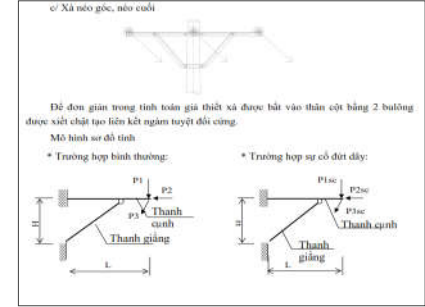 c/ Xà néo góc, néo cuối
Để đơn giản trong tính toán giả thiết xà được bắt vào thân cột bằng 2 bulông
được xiết chặt tạo liên kết ngàm tuyệt đối cứng.
Mô hình sơ đồ tính
* Trường hợp bình thường:
* Trường hợp sự cố đứt dây:
P1
P2
P3
Thanh
cụnh
Thanh giằng
H
L
P1sc
P2sc
P3sc
Thanh cụnh
Thanh
giằng
H
L